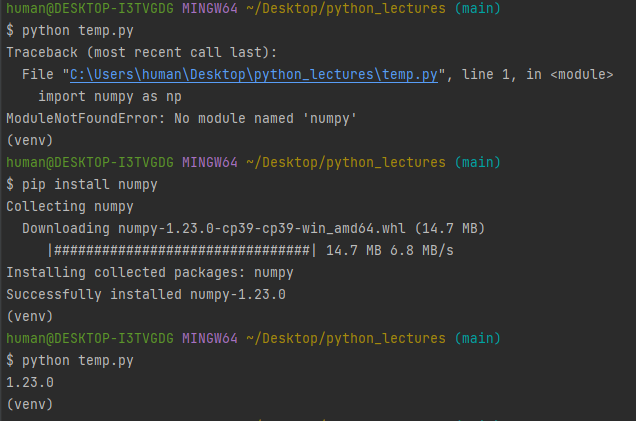 human@DESKTOP-I3TVGDG MINGW64 ~/Desktop/python_lectures (main)
$ python temp.py
Traceback (most recent call last):
  File "C:\Users\human\Desktop\python_lectures\temp.py", line 1, in <module>
    import numpy as np
ModuleNotFoundError: No module named 'numpy'
(venv)
human@DESKTOP-I3TVGDG MINGW64 ~/Desktop/python_lectures (main)
$ pip install numpy
Collecting numpy
  Downloading numpy-1.23.0-cp39-cp39-win_amd64.whl (14.7 MB)
     |################################| 14.7 MB 6.8 MB/s
Installing collected packages: numpy
Successfully installed numpy-1.23.0
(venv)
human@DESKTOP-I3TVGDG MINGW64 ~/Desktop/python_lectures (main)
$ python temp.py
1.23.0
(venv)